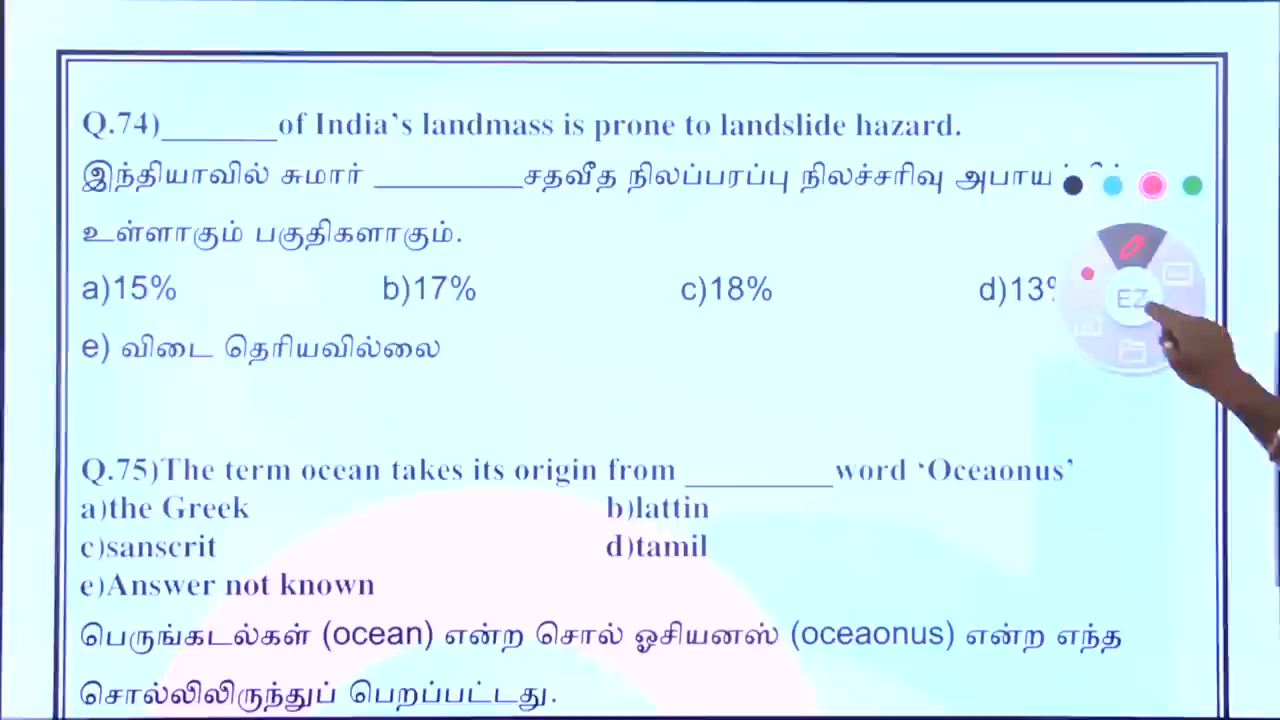 Q.74)_______of India's landmass is prone to landslide hazard.
இந்தியாவில் சுமார் _________சதவீத நிலப்பரப்பு நிலச்சரிவு
உள்ளாகும் பகுதிகளாகும்.
a)15% b)17% c)18% d)13%
e) விடை தெரியவில்லை
EZ
Q.75)The term ocean takes its origin from _________word ‘Oceaonus’
a)the Greek b)lattin
c)sanscrit d)tamil
e)Answer not known
பெருங்கடல்கள் (ocean) என்ற சொல் ஓசியனஸ் (oceaonus) என்ற எந்த
சொல்லிலிருந்துப் பெறப்பட்டது.